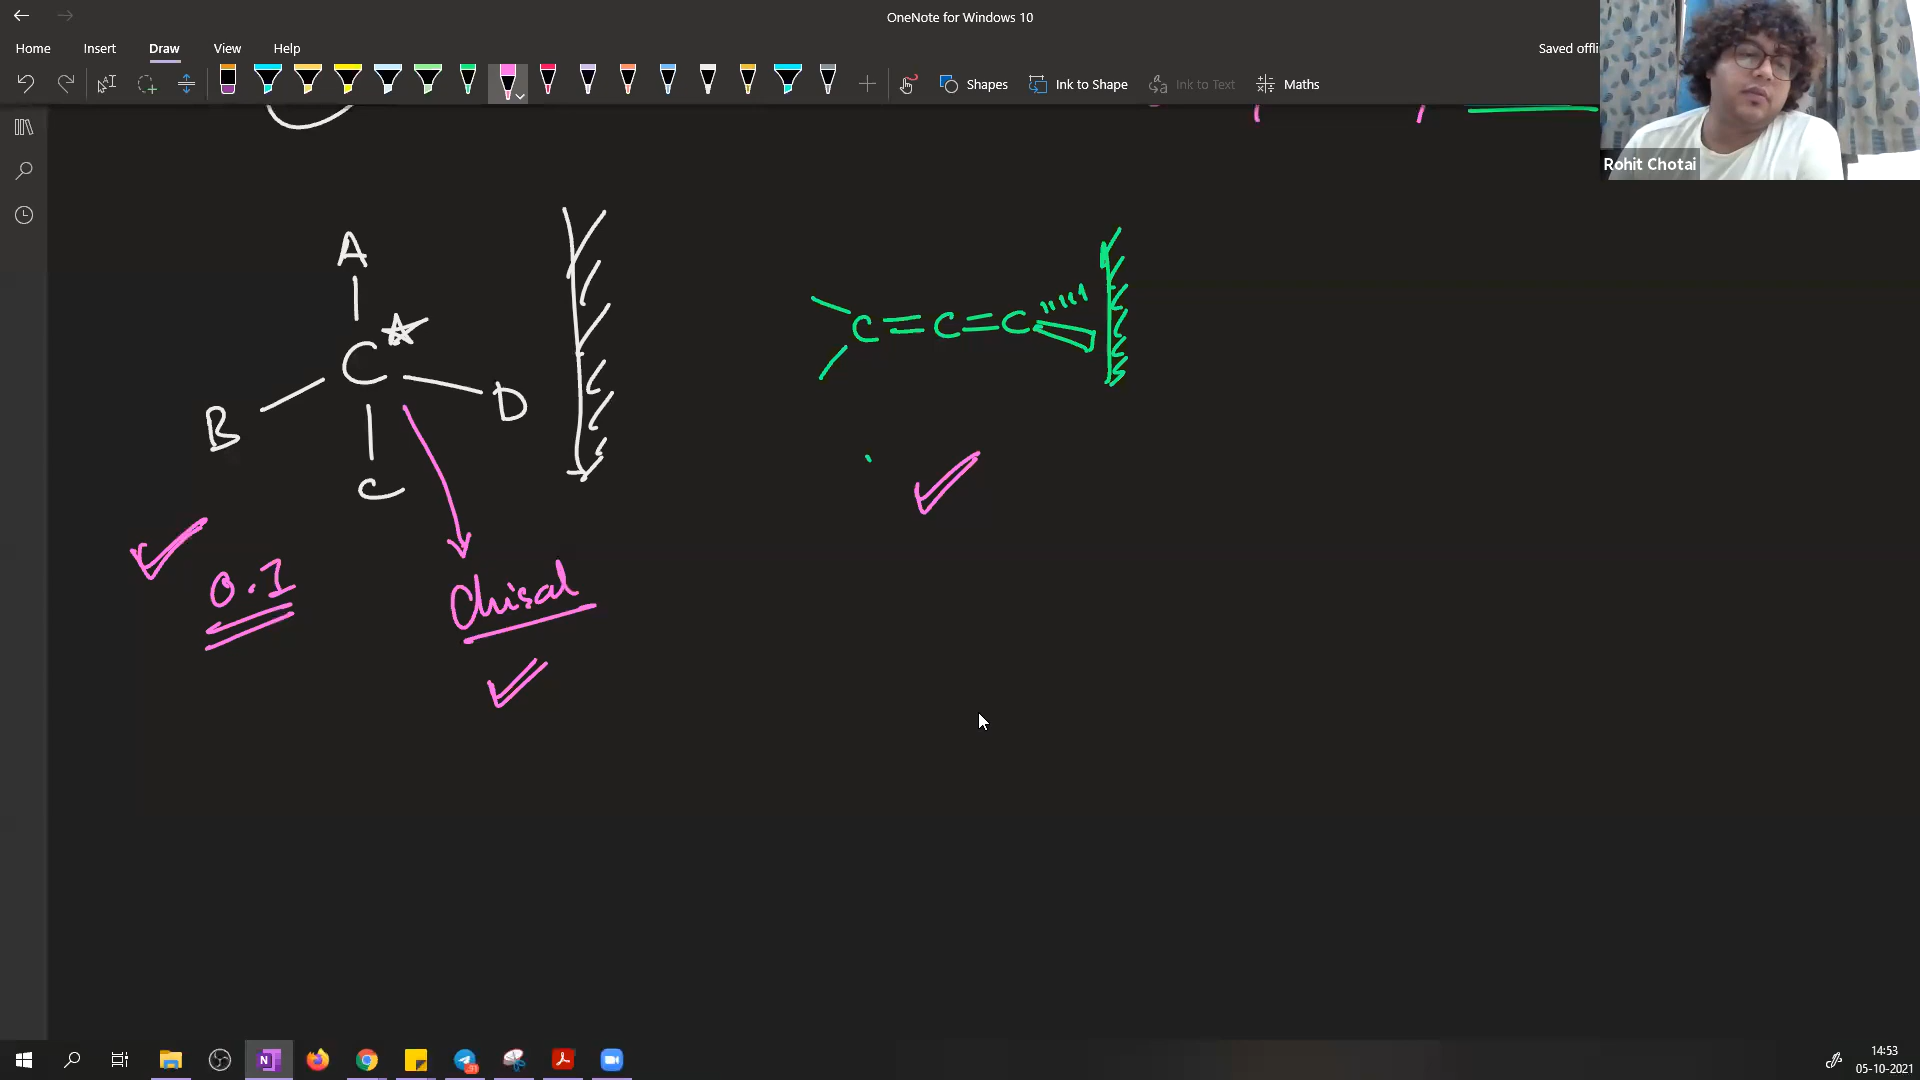 OneNote for Windows 10
Home Insert Draw View Help
Saved offli
Shapes Ink to Shape Ink to Text Maths
Rohit Chotai
A
C
B D
C
C=C=C
O.I
Chiral
14:53
05-10-2021